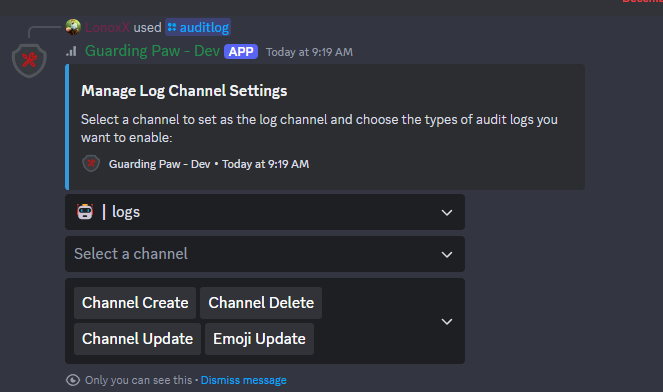 LenoxX used auditlog
Guarding Paw - Dev APP Today at 9:19 AM
Manage Log Channel Settings
Select a channel to set as the log channel and choose the types of audit logs you
want to enable:
Guarding Paw - Dev • Today at 9:19 AM
| logs
Select a channel
Channel Create Channel Delete
Channel Update Emoji Update
Only you can see this • Dismiss message